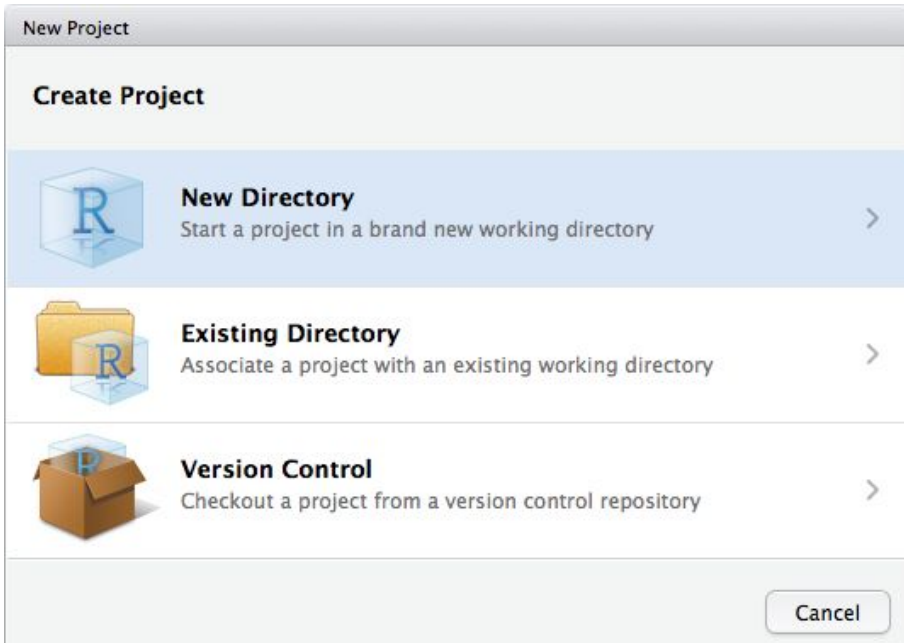 New Project
Create Project
R
New Directory
Start a project in a brand new working directory
R
Existing Directory
Associate a project with an existing working directory
R
Version Control
Checkout a project from a version control repository
Cancel